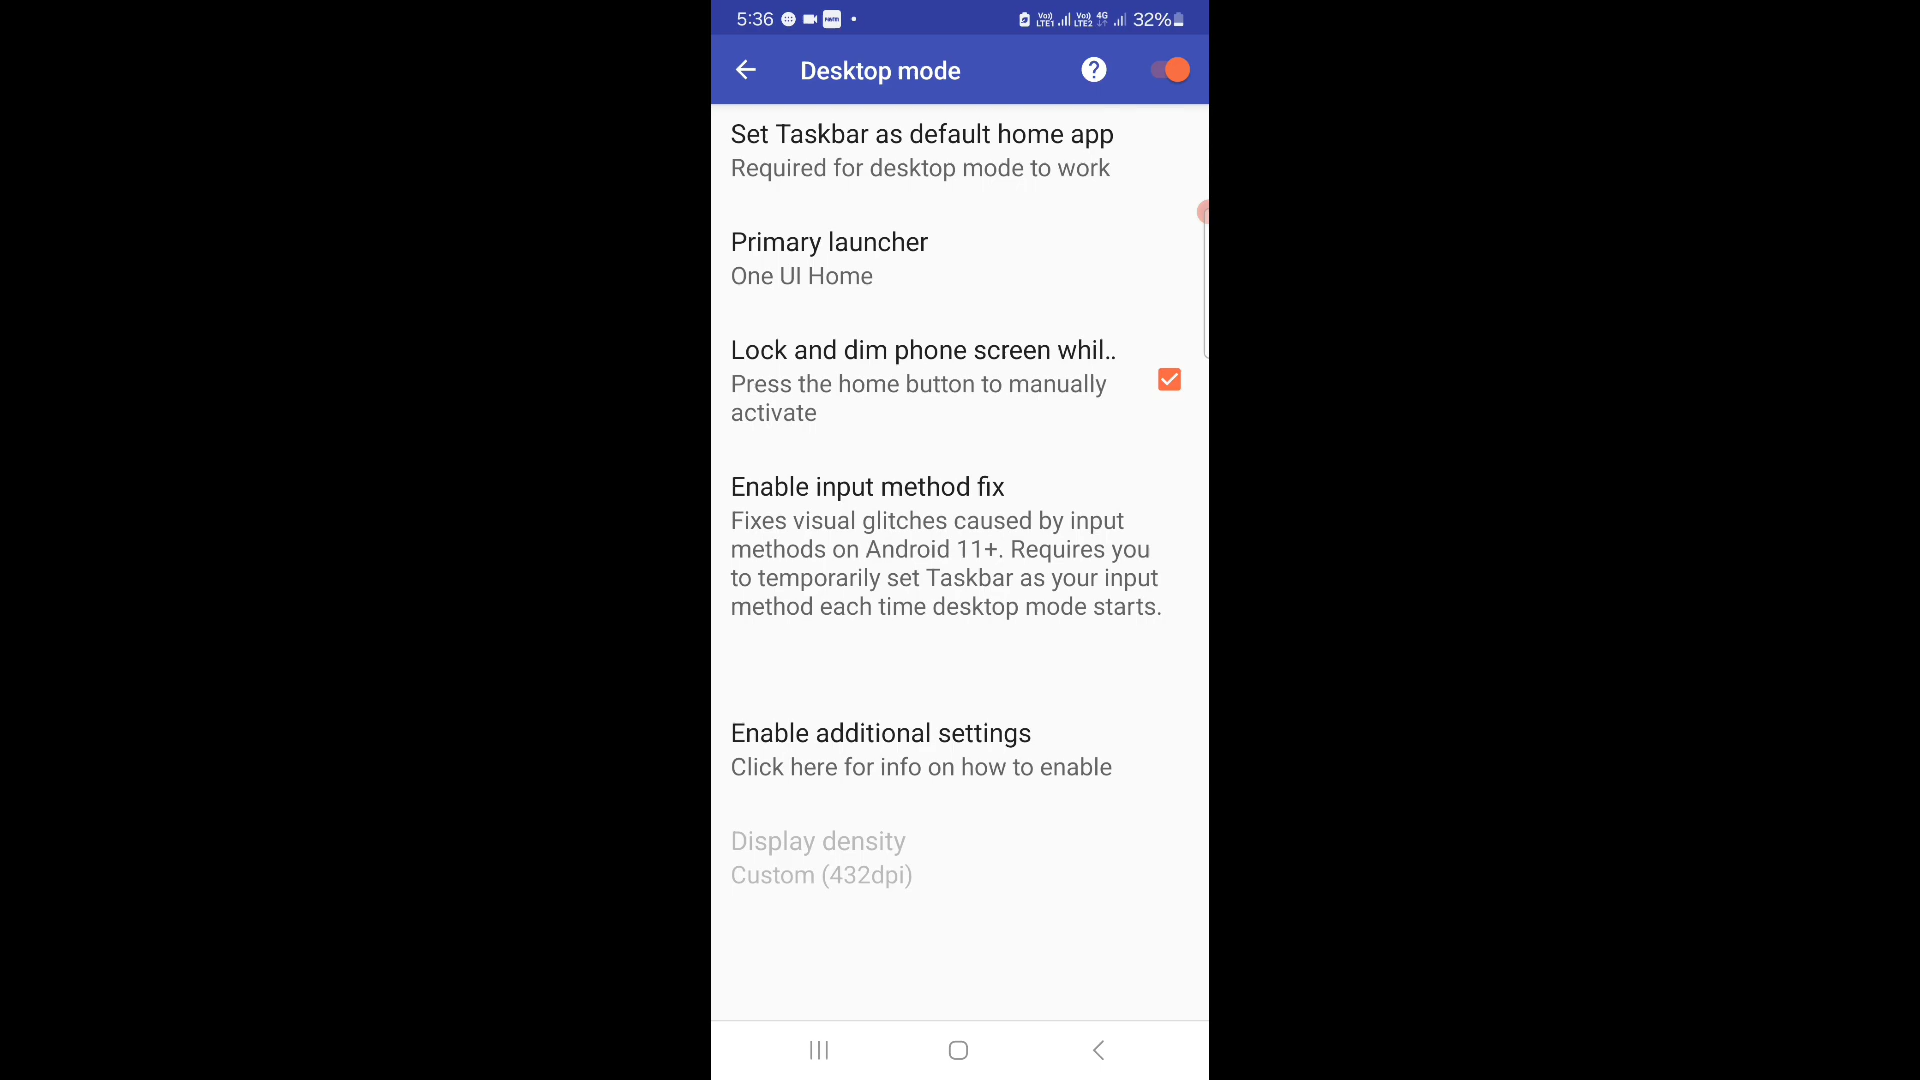 5:36 32%
Desktop mode
Set Taskbar as default home app
Required for desktop mode to work
Primary launcher
One UI Home
Lock and dim phone screen whil..
Press the home button to manually
activate
Enable input method fix
Fixes visual glitches caused by input
methods on Android 11+. Requires you
to temporarily set Taskbar as your input
method each time desktop mode starts.
Enable additional settings
Click here for info on how to enable
Display density
Custom (432dpi)